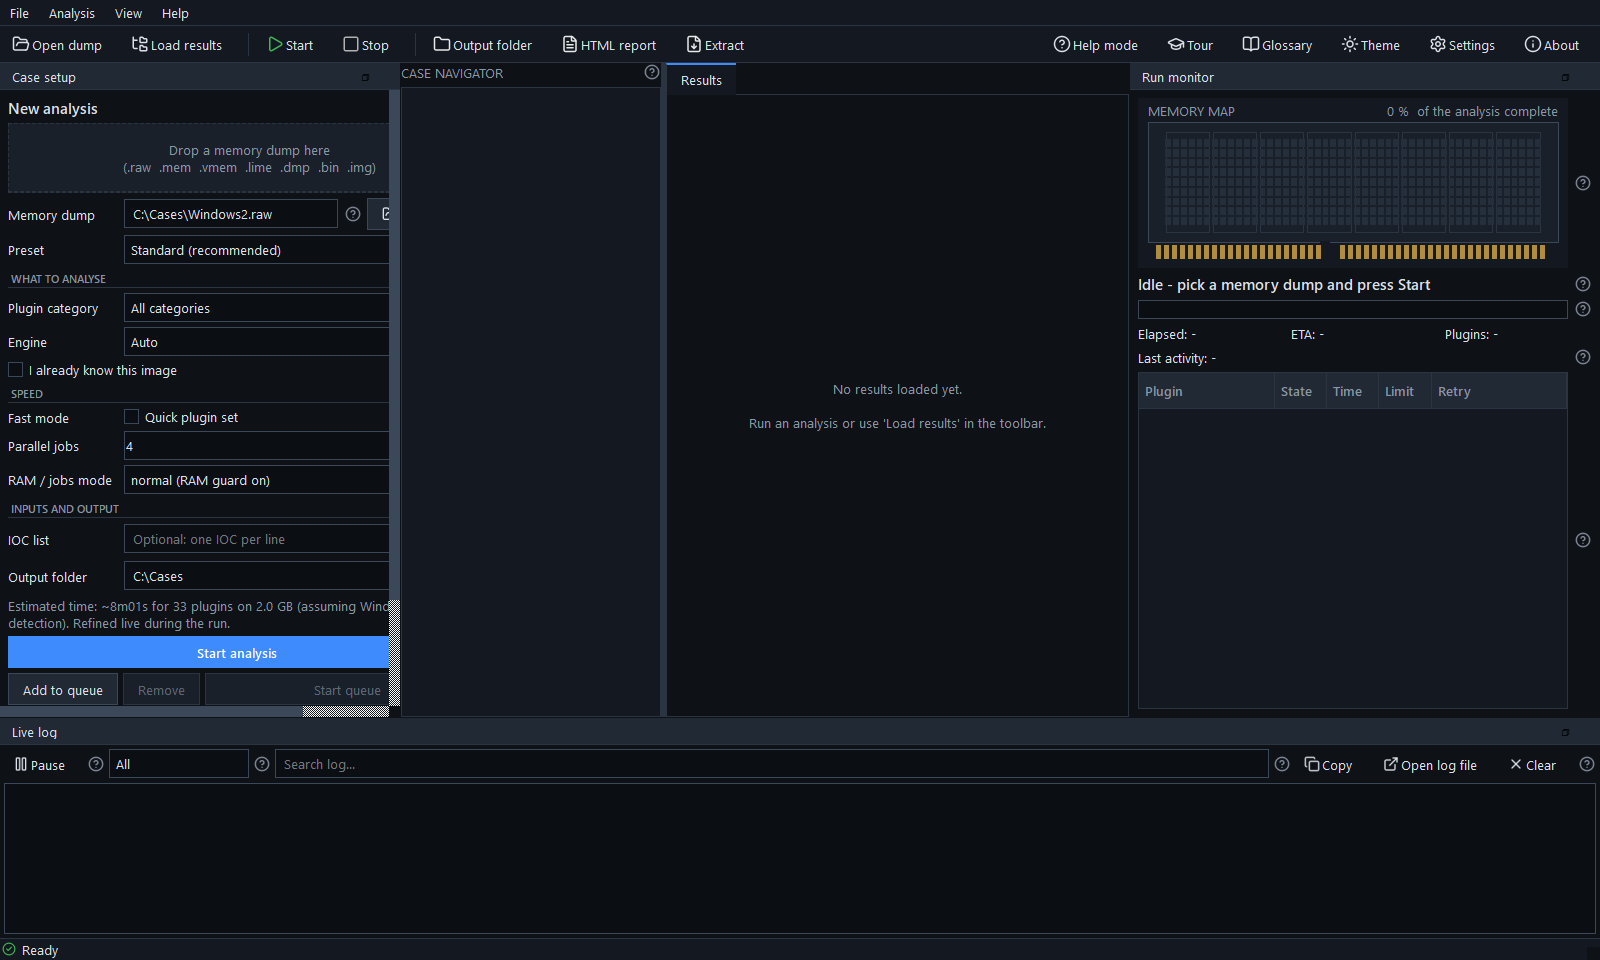 File Analysis View Help
Open dump Load results Start Stop Output folder HTML report Extract Help mode Tour Glossary Theme Settings About
Case setup
New analysis
Drop a memory dump here
(.raw .mem .vmem .lime .dmp .bin .img)
Memory dump C:\Cases\Windows2.raw
Preset Standard (recommended)
WHAT TO ANALYSE
Plugin category All categories
Engine Auto
I already know this image
SPEED
Fast mode Quick plugin set
Parallel jobs 4
RAM / jobs mode normal (RAM guard on)
INPUTS AND OUTPUT
IOC list Optional: one IOC per line
Output folder C:\Cases
Estimated time: ~8m01s for 33 plugins on 2.0 GB (assuming
detection). Refined live during the run.
Start analysis
Add to queue Remove Start queue
CASE NAVIGATOR
Results
No results loaded yet.
Run an analysis or use 'Load results' in the toolbar.
Run monitor
MEMORY MAP 0 % of the analysis complete
Idle - pick a memory dump and press Start
Elapsed: - ETA: - Plugins: -
Last activity: -
Plugin State Time Limit Retry
Live log
Pause All Search log... Copy Open log file Clear
Ready